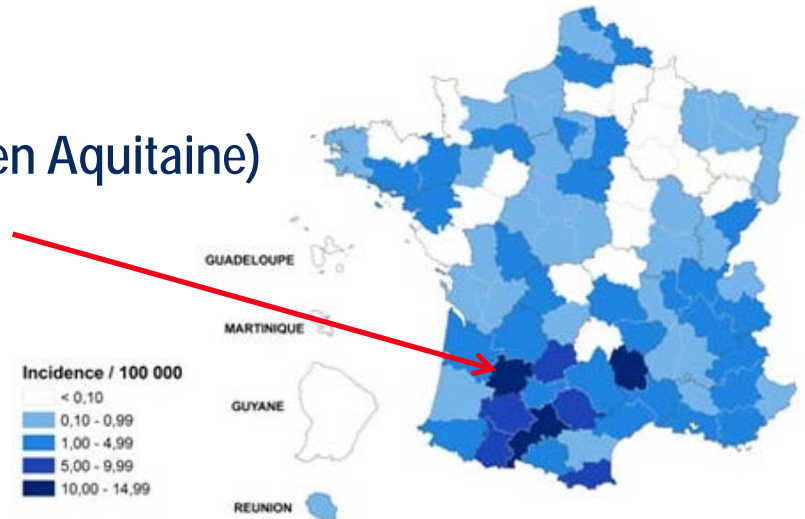 en Aquitaine)
GUADELOUPE
MARTINIQUE
Incidence / 100 000
< 0,10
0,10 - 0,99
1,00 - 4,99
5,00 - 9,99
10,00 - 14,99
GUYANE
REUNION